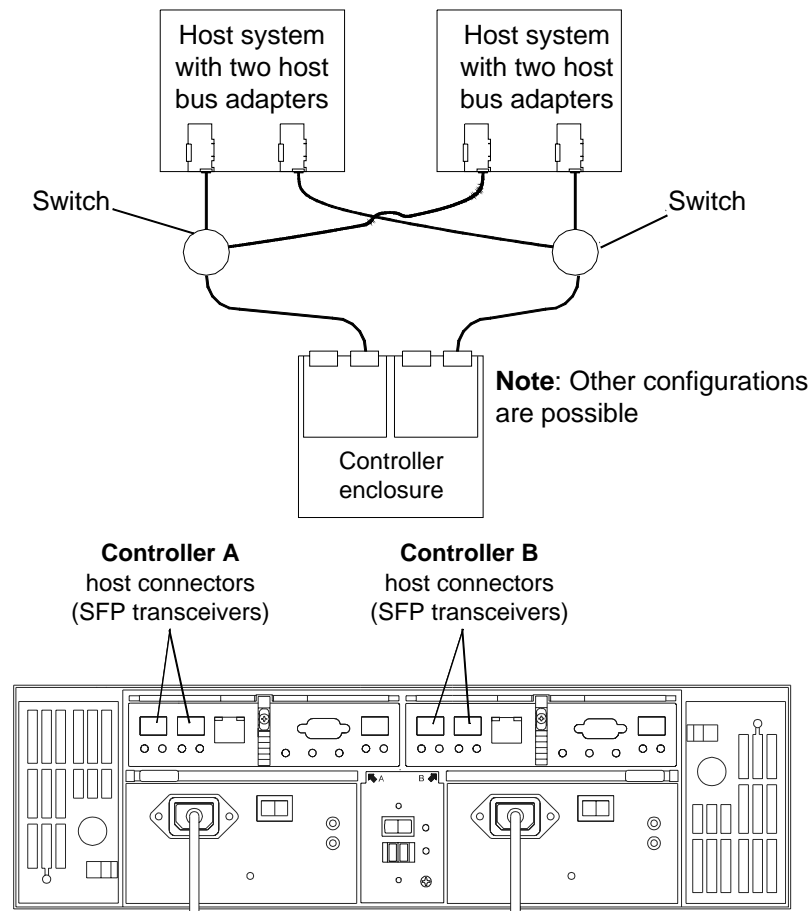 Host system
with two host
bus adapters
Host system
with two host
bus adapters
Switch
Switch
Note: Other configurations
are possible
Controller
enclosure
Controller A
host connectors
(SFP transceivers)
Controller B
host connectors
(SFP transceivers)
A B